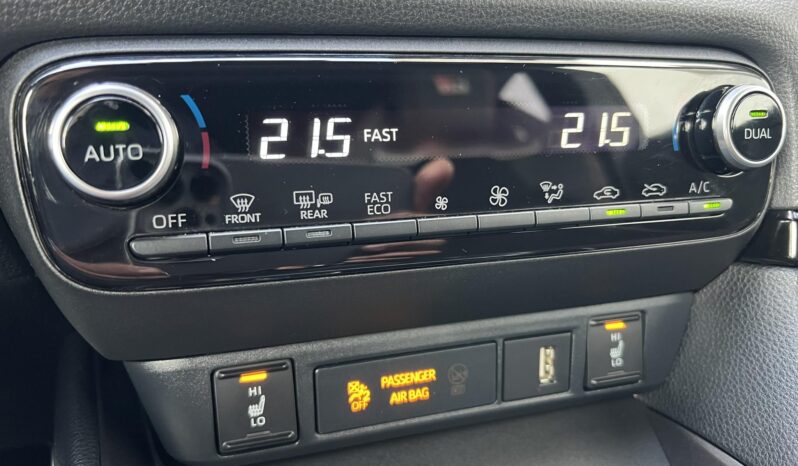 AUTO
21.5 FAST
21.5
DUAL
OFF
FRONT
REAR
FAST
ECO
A/C
HI
LO
OFF
PASSENGER
AIR BAG
HI
LO